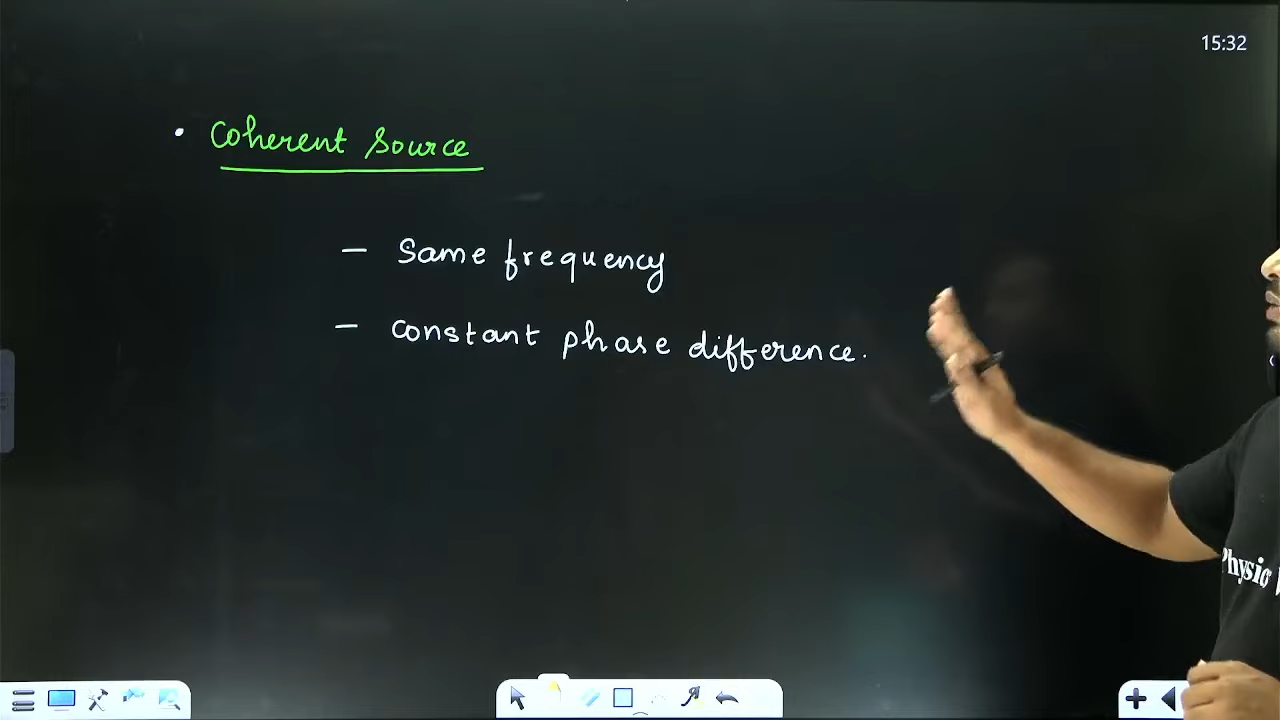 15:32
• Coherent Source
— Same frequency
— constant phase difference.
Physic